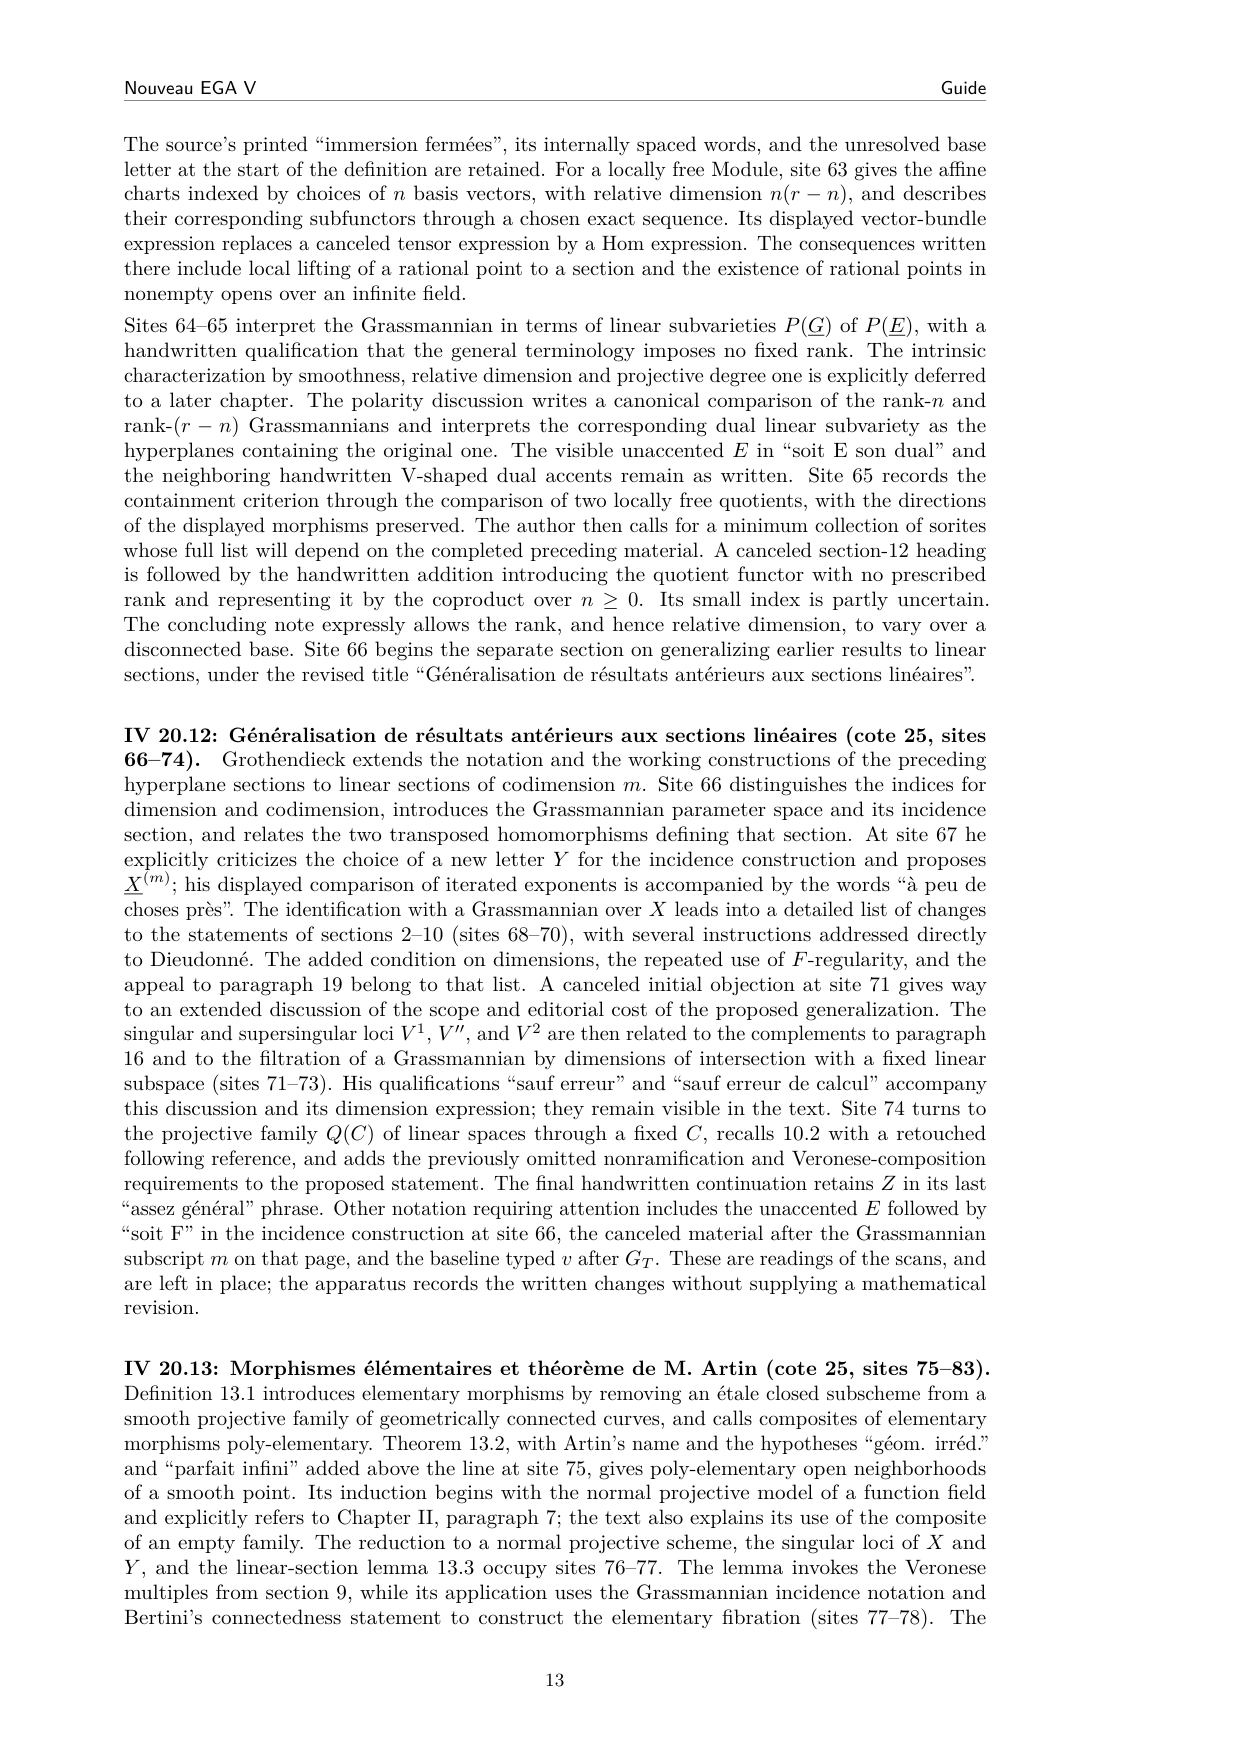 Nouveau EGA V Guide
The source's printed “immersion fermées”, its internally spaced words, and the unresolved base
letter at the start of the definition are retained. For a locally free Module, site 63 gives the affine
charts indexed by choices of n basis vectors, with relative dimension n(r − n), and describes
their corresponding subfunctors through a chosen exact sequence. Its displayed vector-bundle
expression replaces a canceled tensor expression by a Hom expression. The consequences written
there include local lifting of a rational point to a section and the existence of rational points in
nonempty opens over an infinite field.
Sites 64–65 interpret the Grassmannian in terms of linear subvarieties P(G) of P(E), with a
handwritten qualification that the general terminology imposes no fixed rank. The intrinsic
characterization by smoothness, relative dimension and projective degree one is explicitly deferred
to a later chapter. The polarity discussion writes a canonical comparison of the rank-n and
rank-(r − n) Grassmannians and interprets the corresponding dual linear subvariety as the
hyperplanes containing the original one. The visible unaccented E in “soit E son dual” and
the neighboring handwritten V-shaped dual accents remain as written. Site 65 records the
containment criterion through the comparison of two locally free quotients, with the directions
of the displayed morphisms preserved. The author then calls for a minimum collection of sorites
whose full list will depend on the completed preceding material. A canceled section-12 heading
is followed by the handwritten addition introducing the quotient functor with no prescribed
rank and representing it by the coproduct over n ≥ 0. Its small index is partly uncertain.
The concluding note expressly allows the rank, and hence relative dimension, to vary over a
disconnected base. Site 66 begins the separate section on generalizing earlier results to linear
sections, under the revised title “Généralisation de résultats antérieurs aux sections linéaires”.
IV 20.12: Généralisation de résultats antérieurs aux sections linéaires (cote 25, sites
66–74). Grothendieck extends the notation and the working constructions of the preceding
hyperplane sections to linear sections of codimension m. Site 66 distinguishes the indices for
dimension and codimension, introduces the Grassmannian parameter space and its incidence
section, and relates the two transposed homomorphisms defining that section. At site 67 he
explicitly criticizes the choice of a new letter Y for the incidence construction and proposes
X^(m); his displayed comparison of iterated exponents is accompanied by the words “à peu de
choses près”. The identification with a Grassmannian over X leads into a detailed list of changes
to the statements of sections 2–10 (sites 68–70), with several instructions addressed directly
to Dieudonné. The added condition on dimensions, the repeated use of F-regularity, and the
appeal to paragraph 19 belong to that list. A canceled initial objection at site 71 gives way
to an extended discussion of the scope and editorial cost of the proposed generalization. The
singular and supersingular loci V¹, V″, and V² are then related to the complements to paragraph
16 and to the filtration of a Grassmannian by dimensions of intersection with a fixed linear
subspace (sites 71–73). His qualifications “sauf erreur” and “sauf erreur de calcul” accompany
this discussion and its dimension expression; they remain visible in the text. Site 74 turns to
the projective family Q(C) of linear spaces through a fixed C, recalls 10.2 with a retouched
following reference, and adds the previously omitted nonramification and Veronese-composition
requirements to the proposed statement. The final handwritten continuation retains Z in its last
“assez général” phrase. Other notation requiring attention includes the unaccented E followed by
“soit F” in the incidence construction at site 66, the canceled material after the Grassmannian
subscript m on that page, and the baseline typed v after G_T. These are readings of the scans, and
are left in place; the apparatus records the written changes without supplying a mathematical
revision.
IV 20.13: Morphismes élémentaires et théorème de M. Artin (cote 25, sites 75–83).
Definition 13.1 introduces elementary morphisms by removing an étale closed subscheme from a
smooth projective family of geometrically connected curves, and calls composites of elementary
morphisms poly-elementary. Theorem 13.2, with Artin's name and the hypotheses “géom. irréd.”
and “parfait infini” added above the line at site 75, gives poly-elementary open neighborhoods
of a smooth point. Its induction begins with the normal projective model of a function field
and explicitly refers to Chapter II, paragraph 7; the text also explains its use of the composite
of an empty family. The reduction to a normal projective scheme, the singular loci of X and
Y, and the linear-section lemma 13.3 occupy sites 76–77. The lemma invokes the Veronese
multiples from section 9, while its application uses the Grassmannian incidence notation and
Bertini's connectedness statement to construct the elementary fibration (sites 77–78). The
13